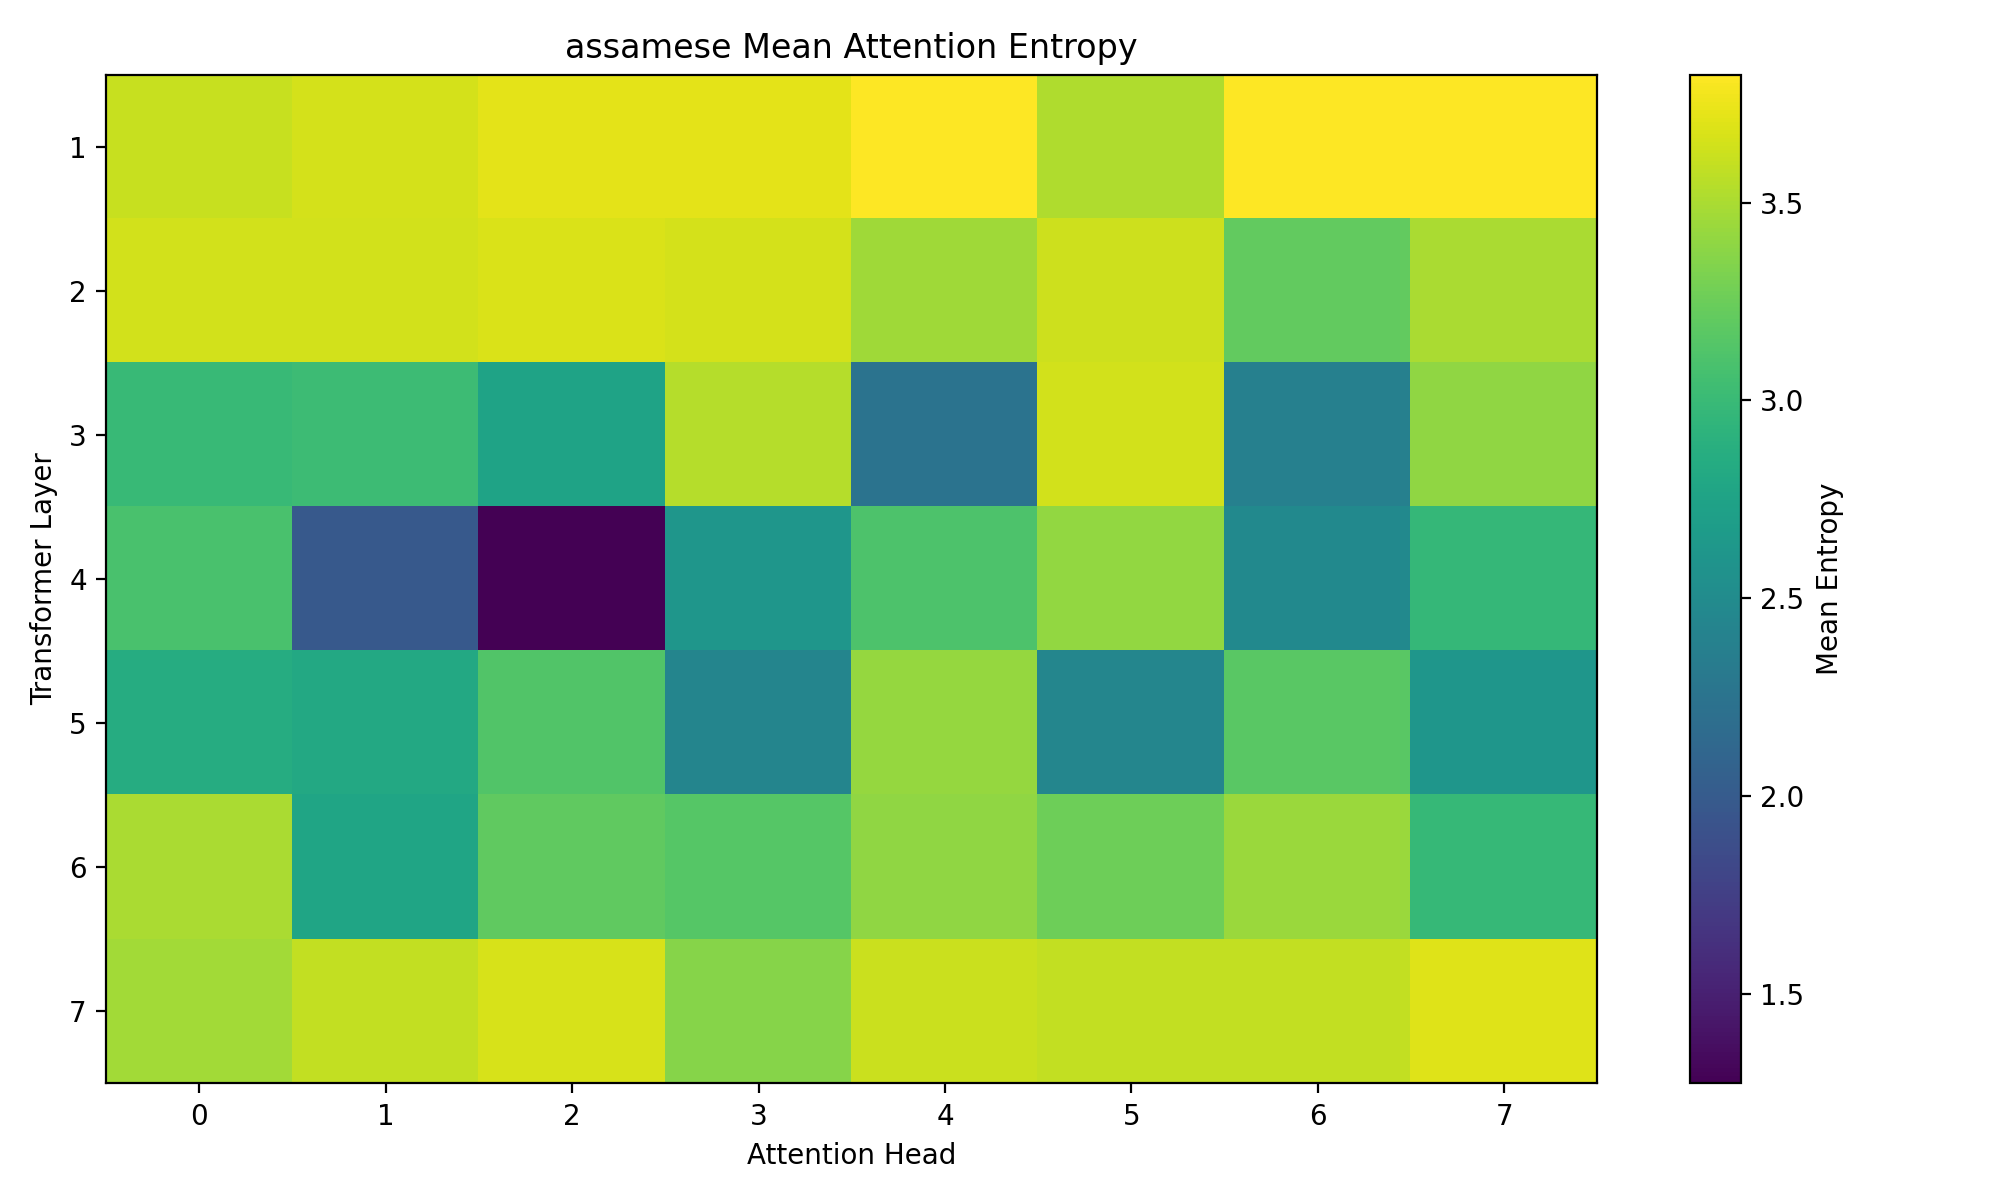 assamese Mean Attention Entropy
Transformer Layer
1
2
3
4
5
6
7
0 1 2 3 4 5 6 7
Attention Head
3.5
3.0
2.5
2.0
1.5
Mean Entropy